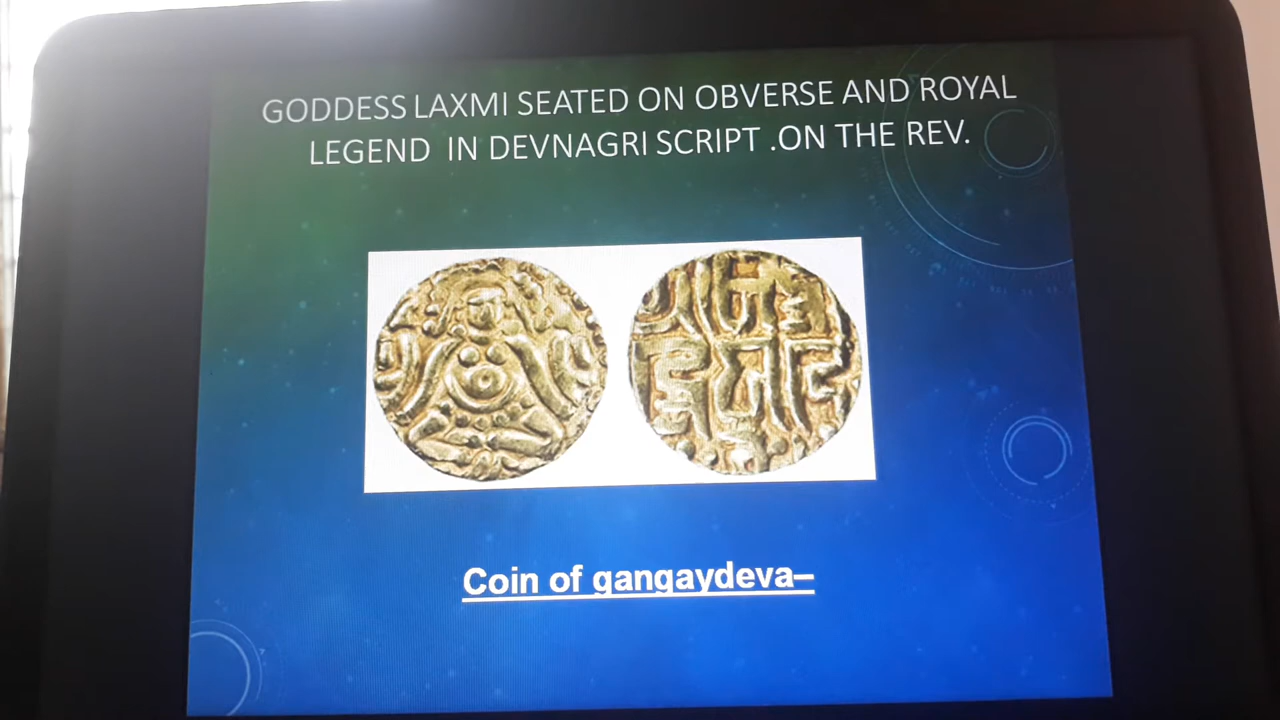 GODDESS LAXMI SEATED ON OBVERSE AND ROYAL
LEGEND IN DEVNAGRI SCRIPT .ON THE REV.
Coin of gangaydeva–